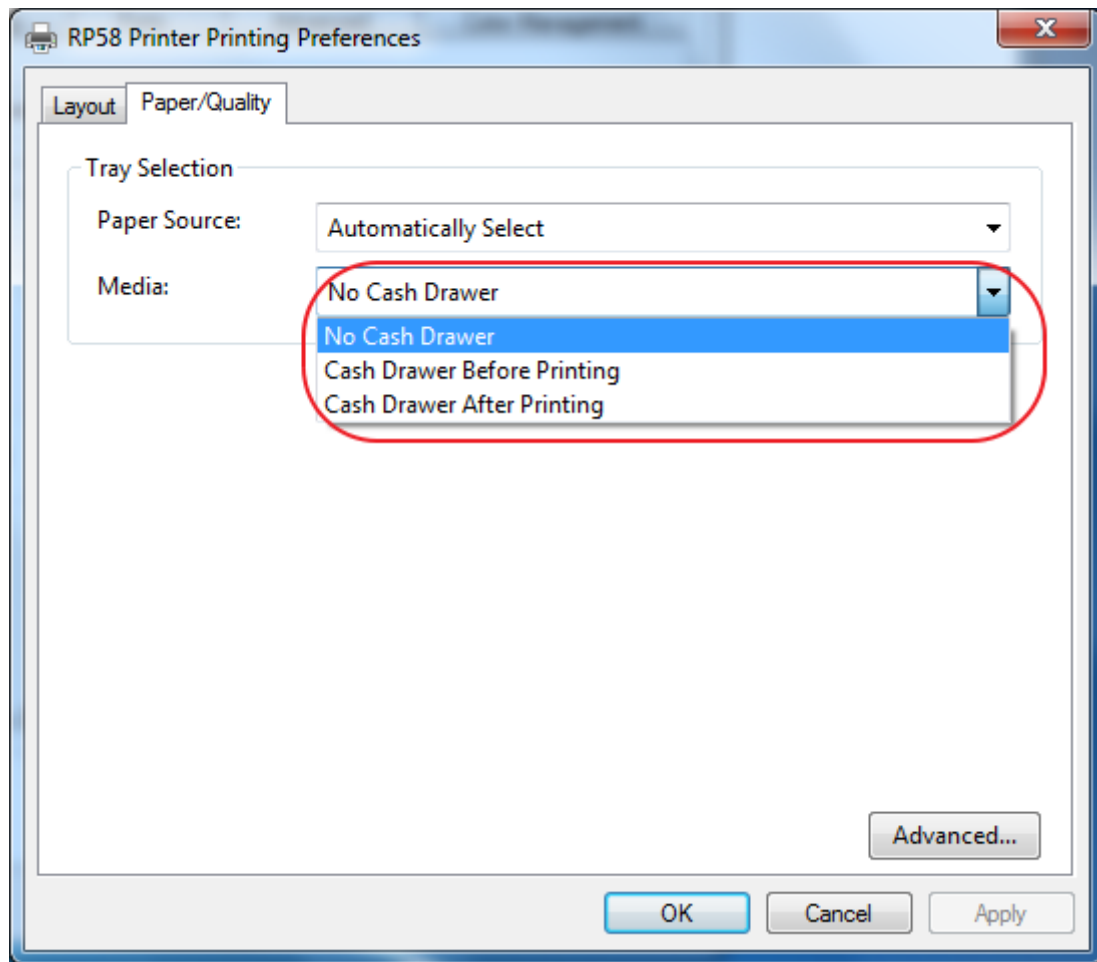 RP58 Printer Printing Preferences
X
Layout Paper/Quality
Tray Selection
Paper Source: Automatically Select
Media: No Cash Drawer
No Cash Drawer
Cash Drawer Before Printing
Cash Drawer After Printing
Advanced...
OK Cancel Apply